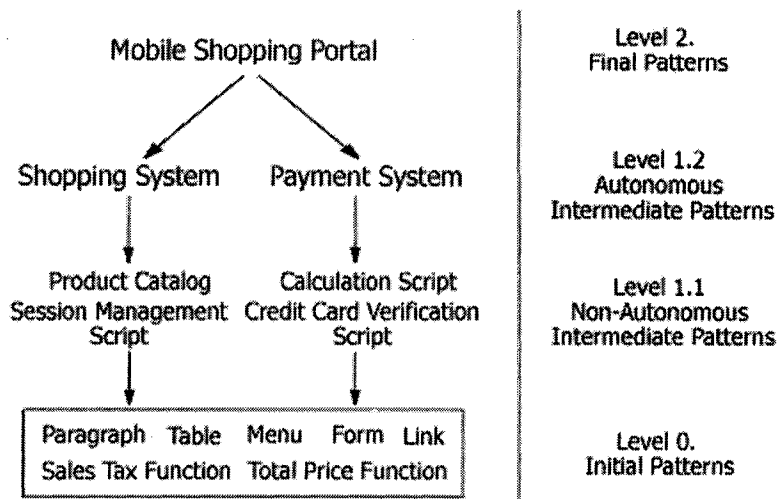 Mobile Shopping Portal
Level 2.
Final Patterns
Shopping System Payment System
Level 1.2
Autonomous
Intermediate Patterns
Product Catalog
Session Management
Script
Calculation Script
Credit Card Verification
Script
Level 1.1
Non-Autonomous
Intermediate Patterns
Paragraph Table Menu Form Link
Sales Tax Function Total Price Function
Level 0.
Initial Patterns